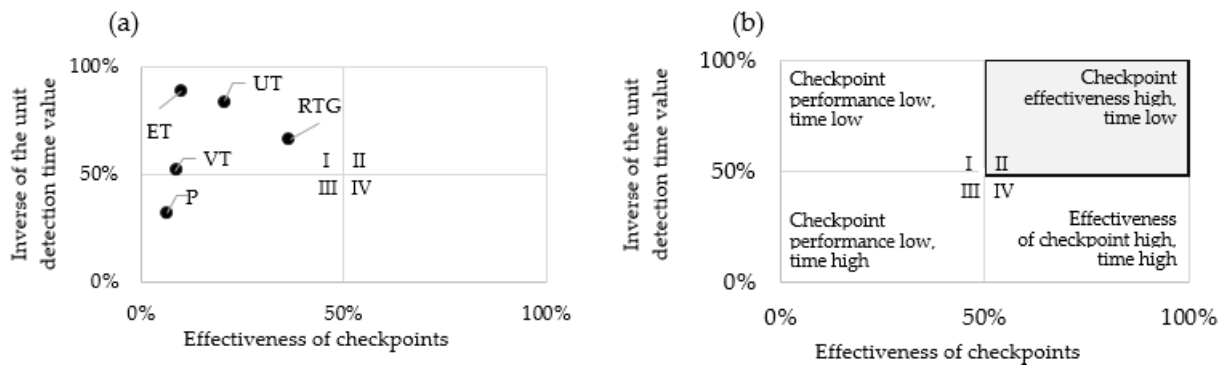 (a)
Inverse of the unit
detection time value
100%
50%
0%
0%
50%
100%
Effectiveness of checkpoints
ET
UT
RTG
VT
P
I
II
III
IV
(b)
Inverse of the unit
detection time value
100%
50%
0%
0%
50%
100%
Effectiveness of checkpoints
Checkpoint
performance low,
time low
Checkpoint
effectiveness high,
time low
I
II
III
IV
Checkpoint
performance low,
time high
Effectiveness
of checkpoint high,
time high